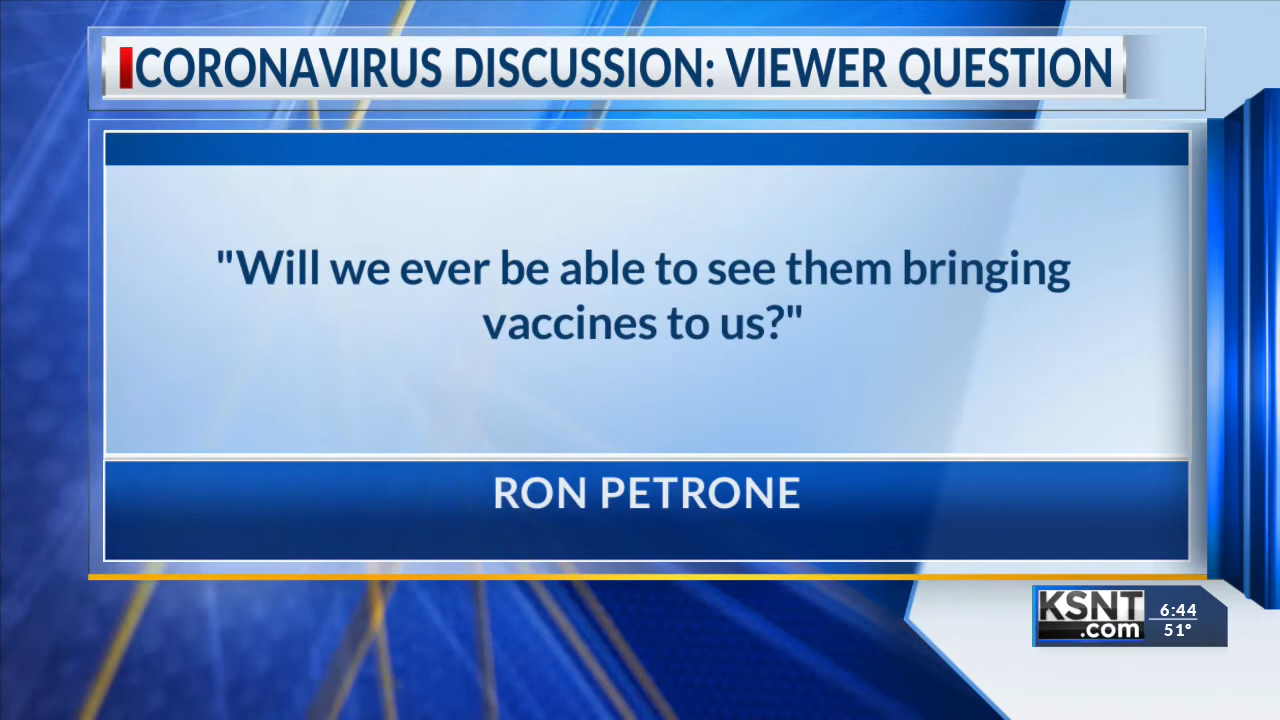 CORONAVIRUS DISCUSSION: VIEWER QUESTION
"Will we ever be able to see them bringing
vaccines to us?"
RON PETRONE
KSNT
.com
6:44
51°